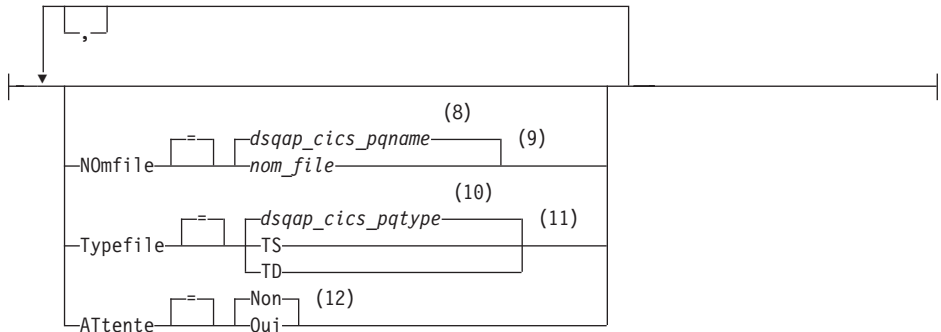 ,
(8)
= dsqap_cics_pqname (9)
NOmfile nom_file
(10)
= dsqap_cics_pqtype (11)
Typefile TS
TD
= Non (12)
ATtente Oui